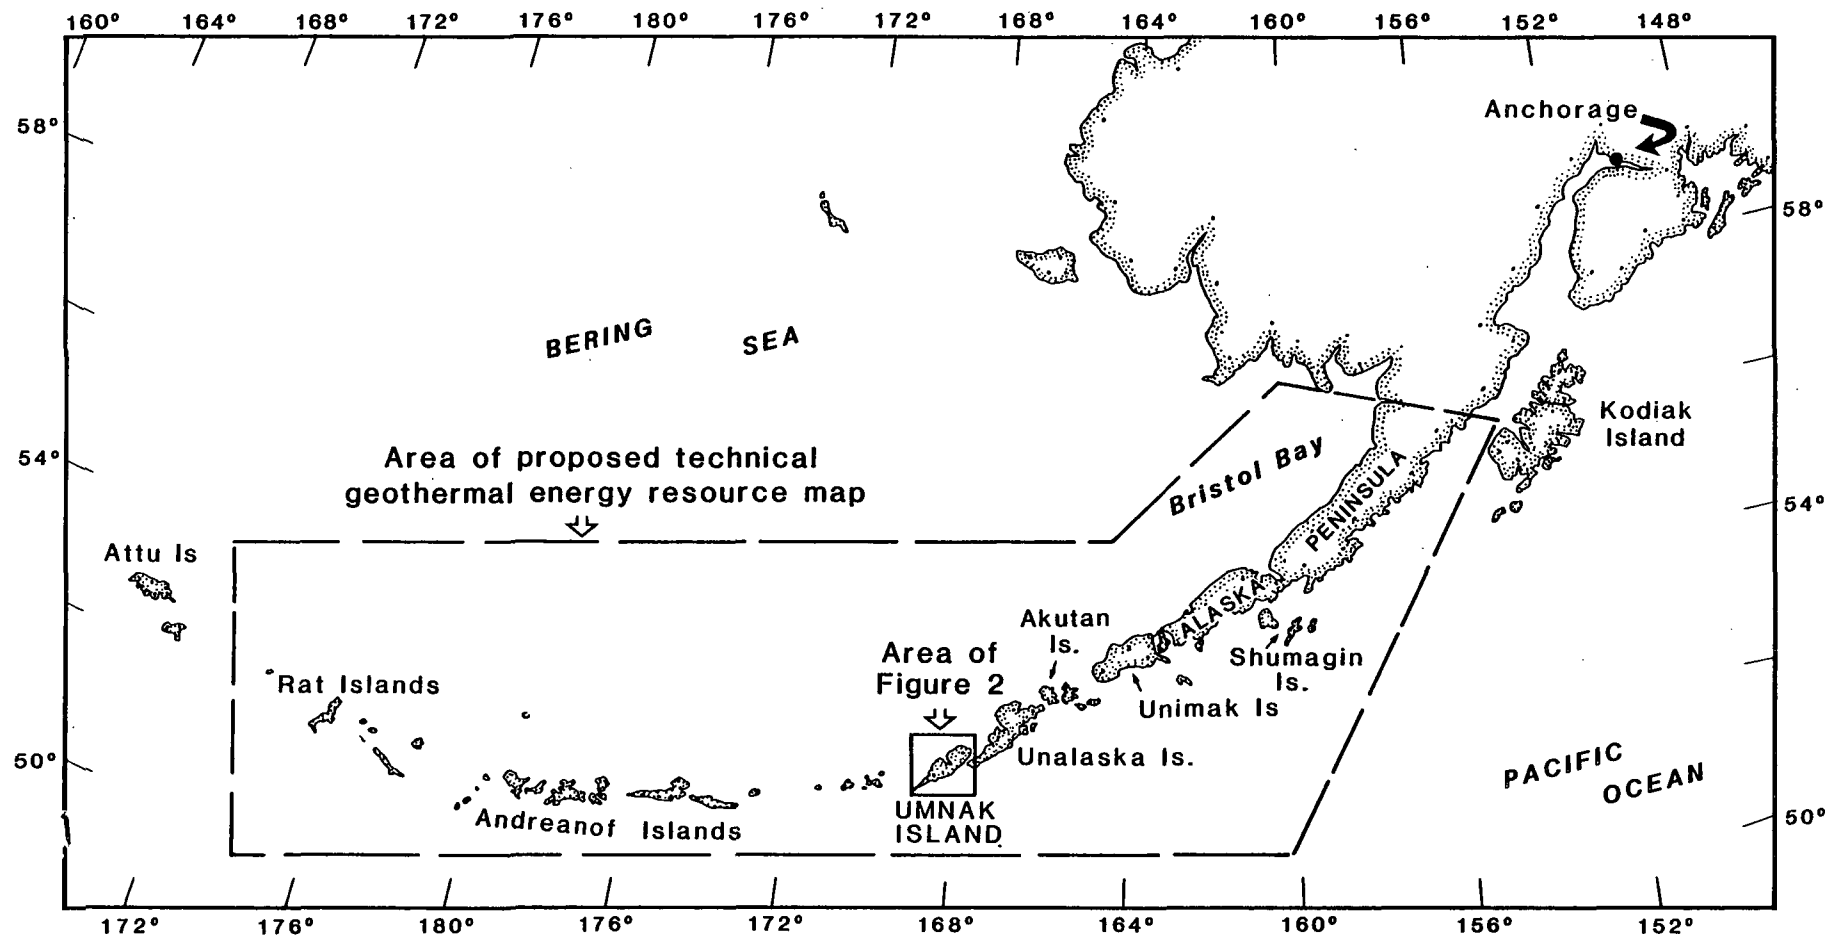 160° 164° 168° 172° 176° 180° 176° 172° 168° 164° 160° 156° 152° 148°
Anchorage
58°
58°
BERING SEA
Kodiak
Island
Area of proposed technical
geothermal energy resource map
Bristol Bay
54°
54°
PENINSULA
Attu Is
ALASKA
Akutan
Is.
Area of
Figure 2
Shumagin
Is.
Rat Islands
Unimak Is
Unalaska Is.
50°
PACIFIC
OCEAN
UMNAK
ISLAND
Andreanof Islands
50°
172° 176° 180° 176° 172° 168° 164° 160° 156° 152°